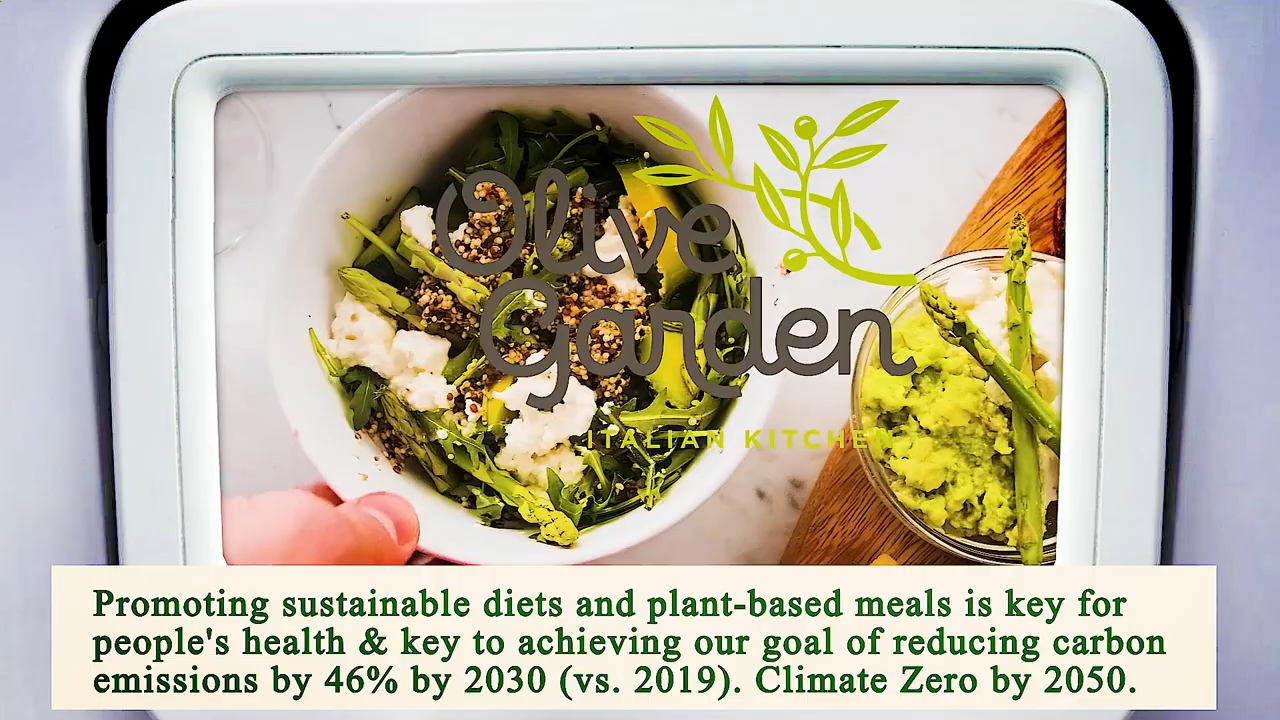 Olive
Garden
ITALIAN KITCHEN
Promoting sustainable diets and plant-based meals is key for
people's health & key to achieving our goal of reducing carbon
emissions by 46% by 2030 (vs. 2019). Climate Zero by 2050.